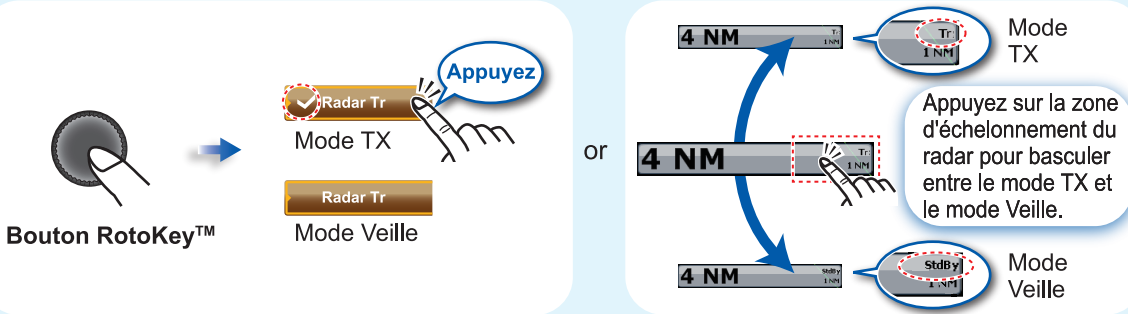 Bouton RotoKey™
Radar Tr
Appuyez
Mode TX
Radar Tr
Mode Veille
or
4 NM
Tr:
1 NM
Tr:
1 NM
Mode
TX
4 NM
Tr:
1 NM
Appuyez sur la zone
d'échelonnement du
radar pour basculer
entre le mode TX et
le mode Veille.
4 NM
StdBy
1 NM
StdBy
1 NM
Mode
Veille